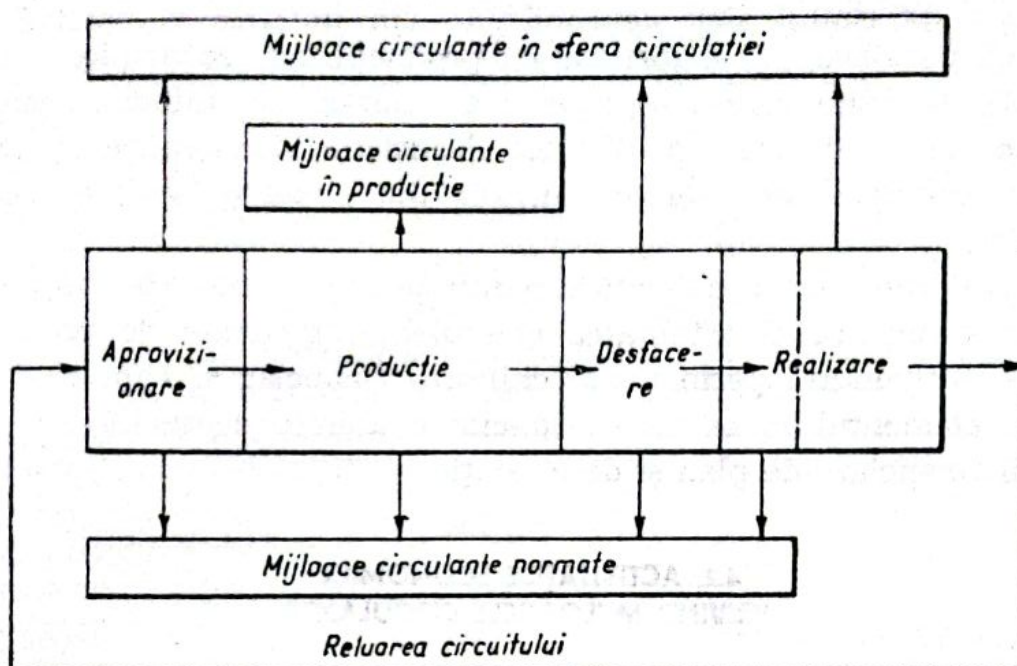 Mijloace circulante în sfera circulației
Mijloace circulante
în producție
Aprovizi-
onare
Producție
Desface-
re
Realizare
Mijloace circulante normate
Reluarea circuitului